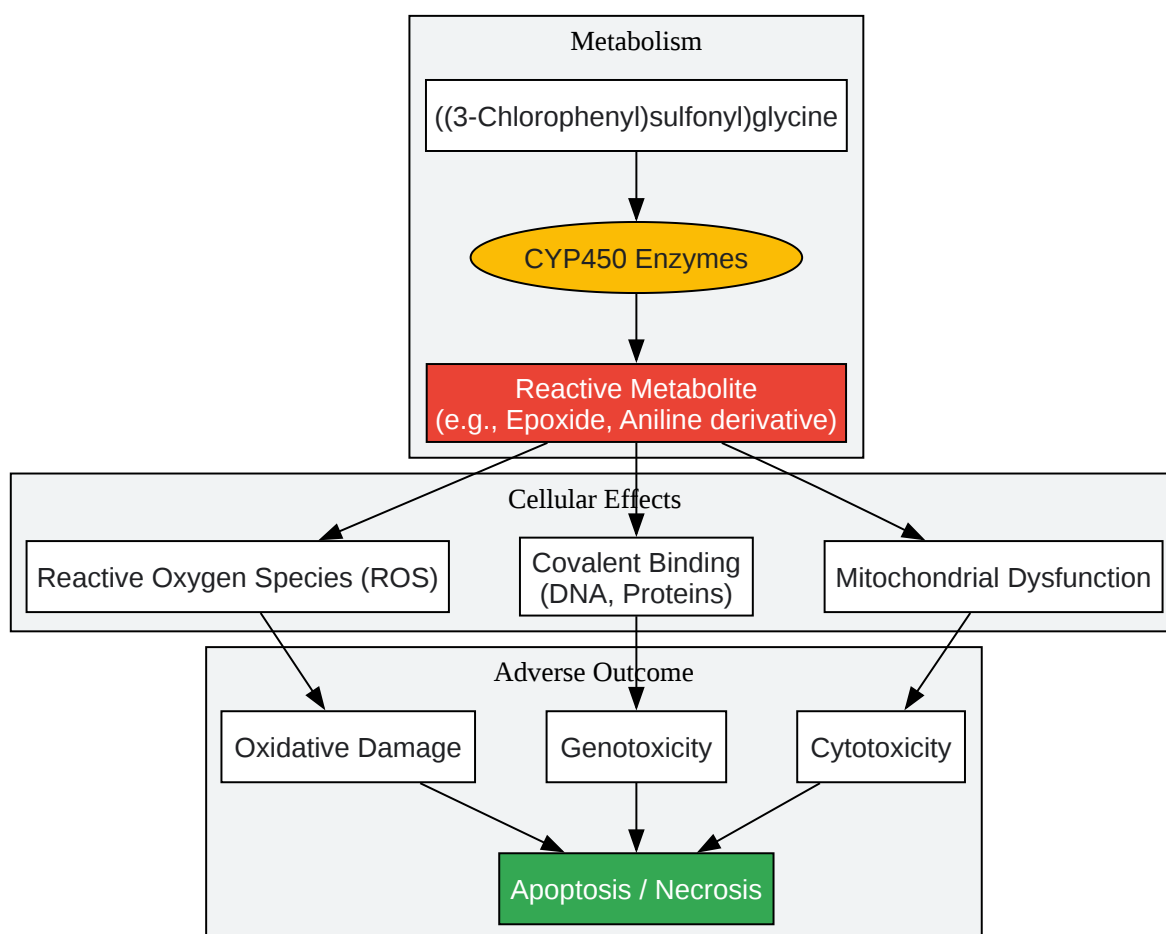 Metabolism
((3-Chlorophenyl)sulfonyl)glycine
CYP450 Enzymes
Reactive Metabolite
(e.g., Epoxide, Aniline derivative)
Cellular Effects
Reactive Oxygen Species (ROS)
Covalent Binding
(DNA, Proteins)
Mitochondrial Dysfunction
Adverse Outcome
Oxidative Damage
Genotoxicity
Cytotoxicity
Apoptosis / Necrosis